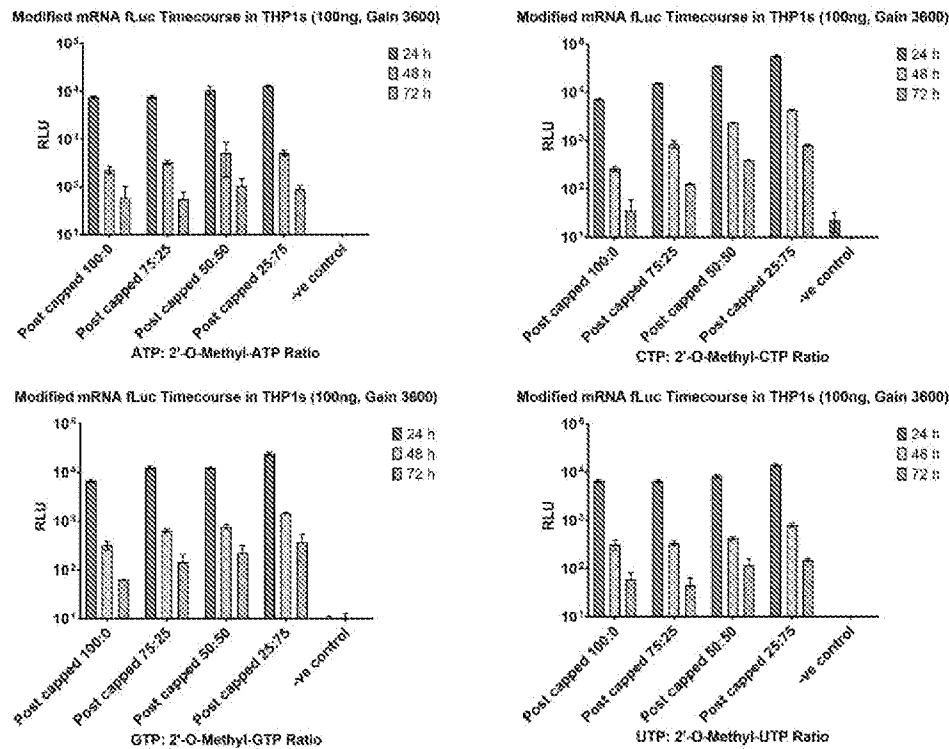 Modified mRNA fLuc Timecourse in THP1s (100ng, Gain 3600)
10⁵
10⁴
10³
10²
10¹
RLU
24 h
48 h
72 h
Post capped 100:0
Post capped 75:25
Post capped 50:50
Post capped 25:75
-ve control
ATP: 2'-O-Methyl-ATP Ratio
Modified mRNA fLuc Timecourse in THP1s (100ng, Gain 3600)
10⁵
10⁴
10³
10²
10¹
RLU
24 h
48 h
72 h
Post capped 100:0
Post capped 75:25
Post capped 50:50
Post capped 25:75
-ve control
CTP: 2'-O-Methyl-CTP Ratio
Modified mRNA fLuc Timecourse in THP1s (100ng, Gain 3600)
10⁵
10⁴
10³
10²
10¹
RLU
24 h
48 h
72 h
Post capped 100:0
Post capped 75:25
Post capped 50:50
Post capped 25:75
-ve control
GTP: 2'-O-Methyl-GTP Ratio
Modified mRNA fLuc Timecourse in THP1s (100ng, Gain 3600)
10⁵
10⁴
10³
10²
10¹
RLU
24 h
48 h
72 h
Post capped 100:0
Post capped 75:25
Post capped 50:50
Post capped 25:75
-ve control
UTP: 2'-O-Methyl-UTP Ratio